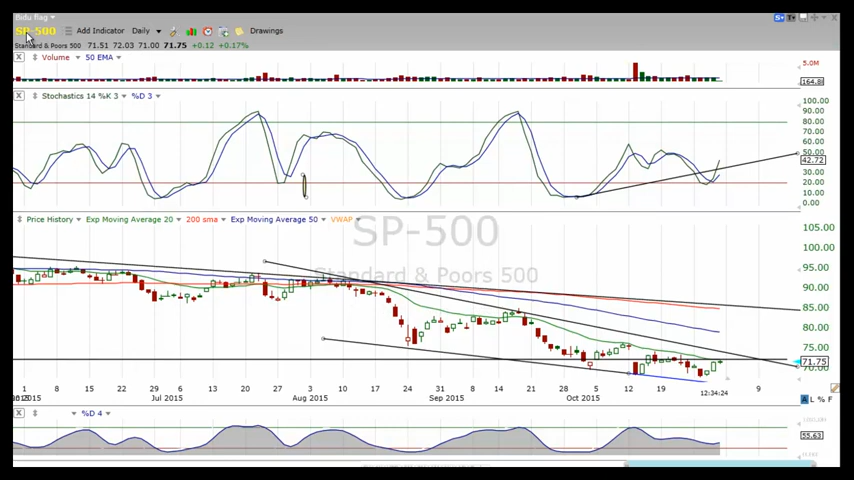 Bidu flag
SP-500 Add Indicator Daily Drawings
Standard & Poors 500 71.51 72.03 71.00 71.75 +0.12 +0.17%
Volume 50 EMA
5.0M
Stochastics 14 %K 3 %D 3
100.00
90.00
80.00
70.00
60.00
50.00
42.72
30.00
20.00
10.00
0.00
Price History Exp Moving Average 20 200 sma Exp Moving Average 50 VWAP
SP-500
Standard & Poors 500
105.00
100.00
95.00
90.00
85.00
80.00
75.00
71.75
1 8 15 22 29 6 13 20 27 3 10 17 24 31 8 14 21 28 5 12 19 12:34:24 9
2015 Jul 2015 Aug 2015 Sep 2015 Oct 2015 A L % F
%D 4
55.63